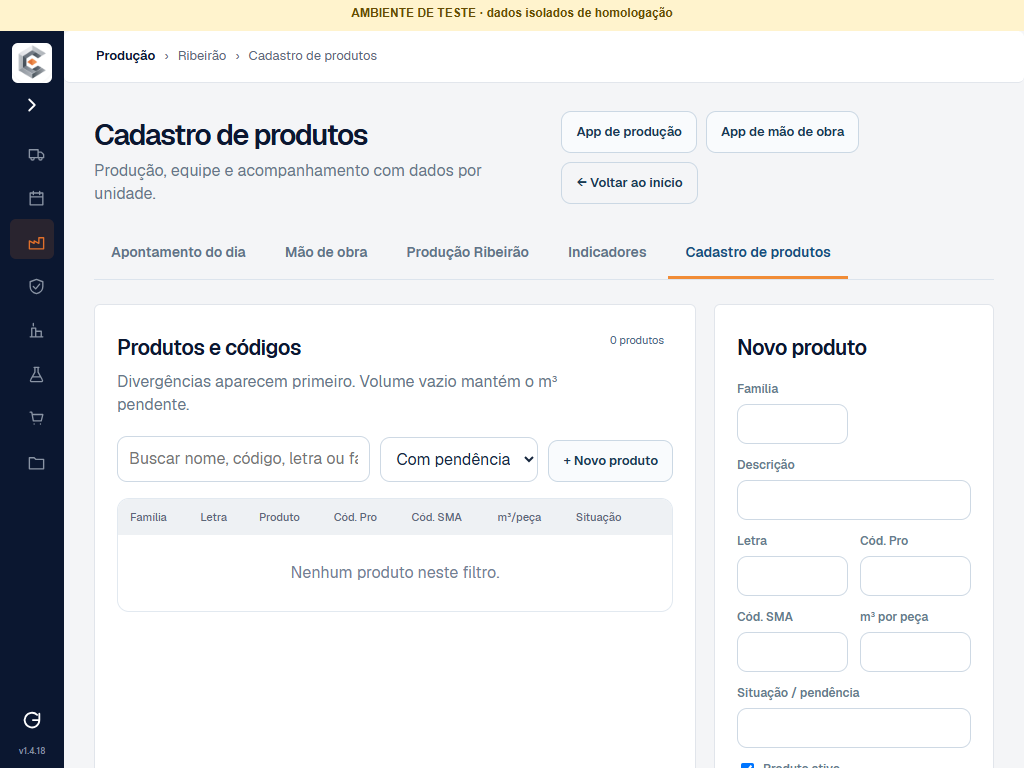 AMBIENTE DE TESTE · dados isolados de homologação
Produção › Ribeirão › Cadastro de produtos
Cadastro de produtos
Produção, equipe e acompanhamento com dados por
unidade.
App de produção
App de mão de obra
← Voltar ao início
Apontamento do dia
Mão de obra
Produção Ribeirão
Indicadores
Cadastro de produtos
Produtos e códigos
0 produtos
Divergências aparecem primeiro. Volume vazio mantém o m³
pendente.
Buscar nome, código, letra ou fa
Com pendência
+ Novo produto
Família Letra Produto Cód. Pro Cód. SMA m³/peça Situação
Nenhum produto neste filtro.
Novo produto
Família
Descrição
Letra Cód. Pro
Cód. SMA m³ por peça
Situação / pendência
Produto ativo
v1.4.18